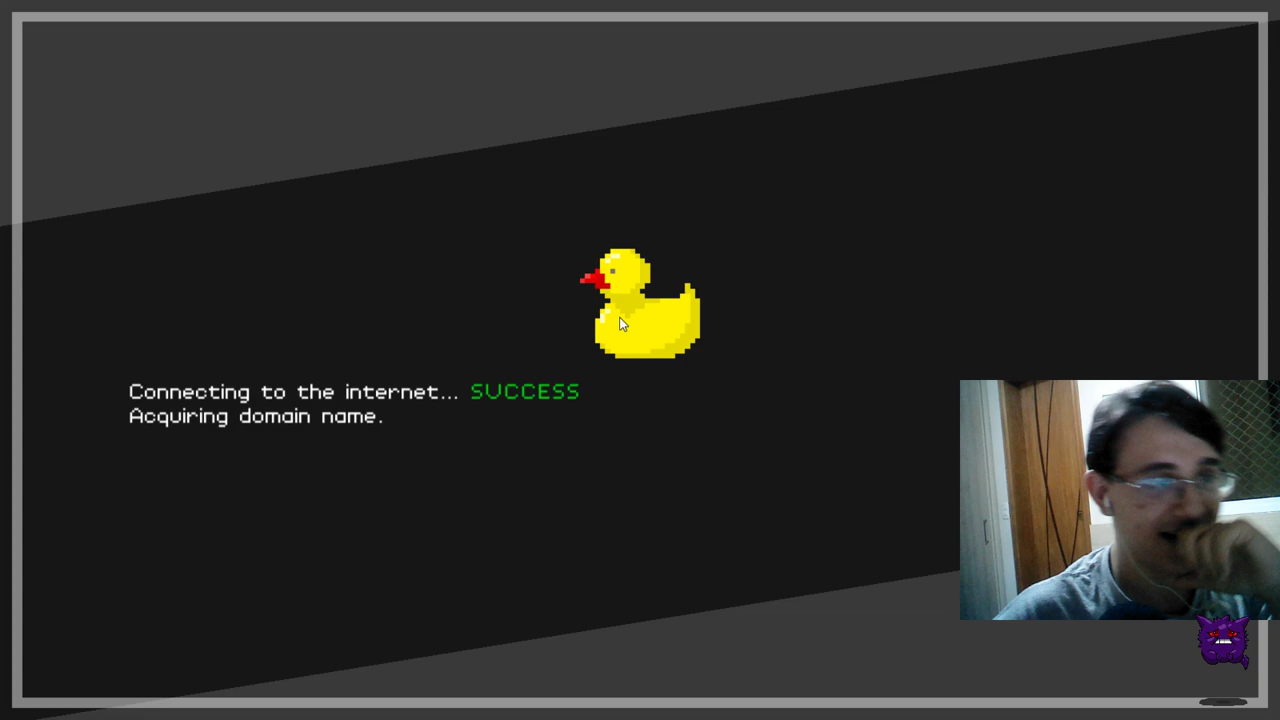 Connecting to the internet... SUCCESS
Acquiring domain name.